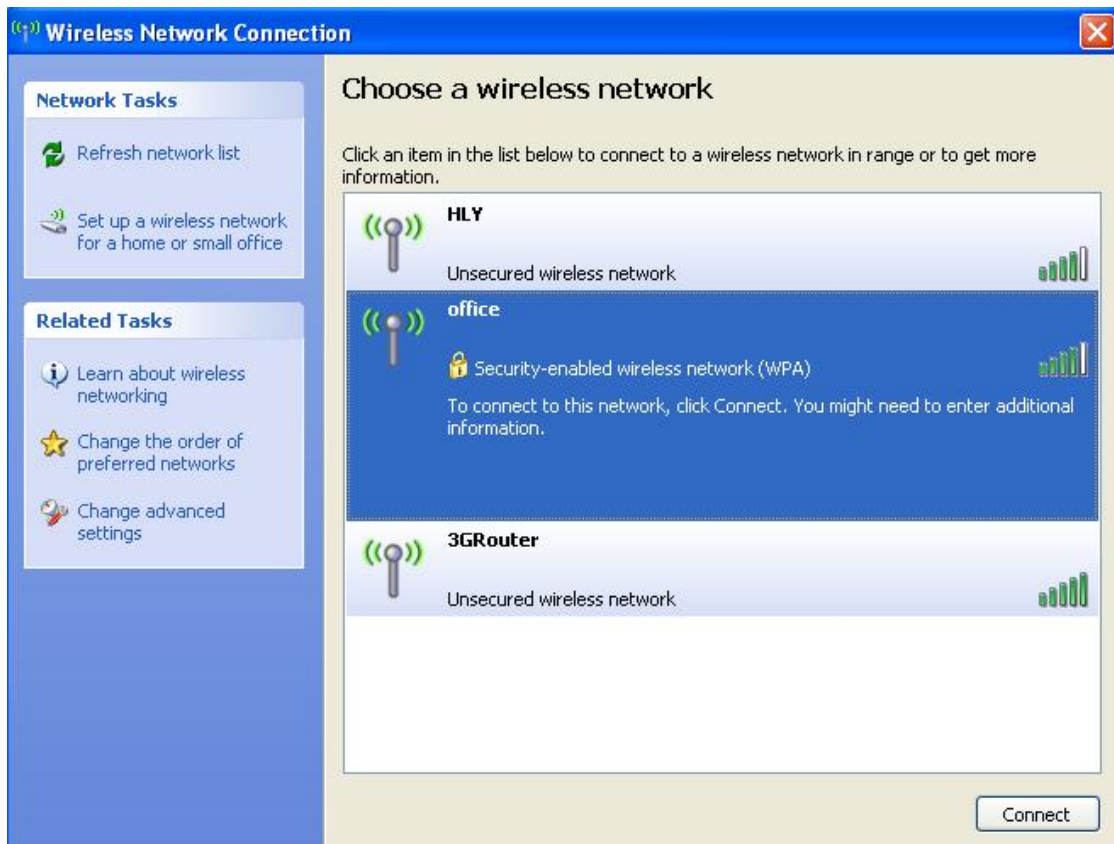 Wireless Network Connection
Network Tasks
Refresh network list
Set up a wireless network
for a home or small office
Related Tasks
Learn about wireless
networking
Change the order of
preferred networks
Change advanced
settings
Choose a wireless network
Click an item in the list below to connect to a wireless network in range or to get more
information.
HLY
Unsecured wireless network
office
Security-enabled wireless network (WPA)
To connect to this network, click Connect. You might need to enter additional
information.
3GRouter
Unsecured wireless network
Connect